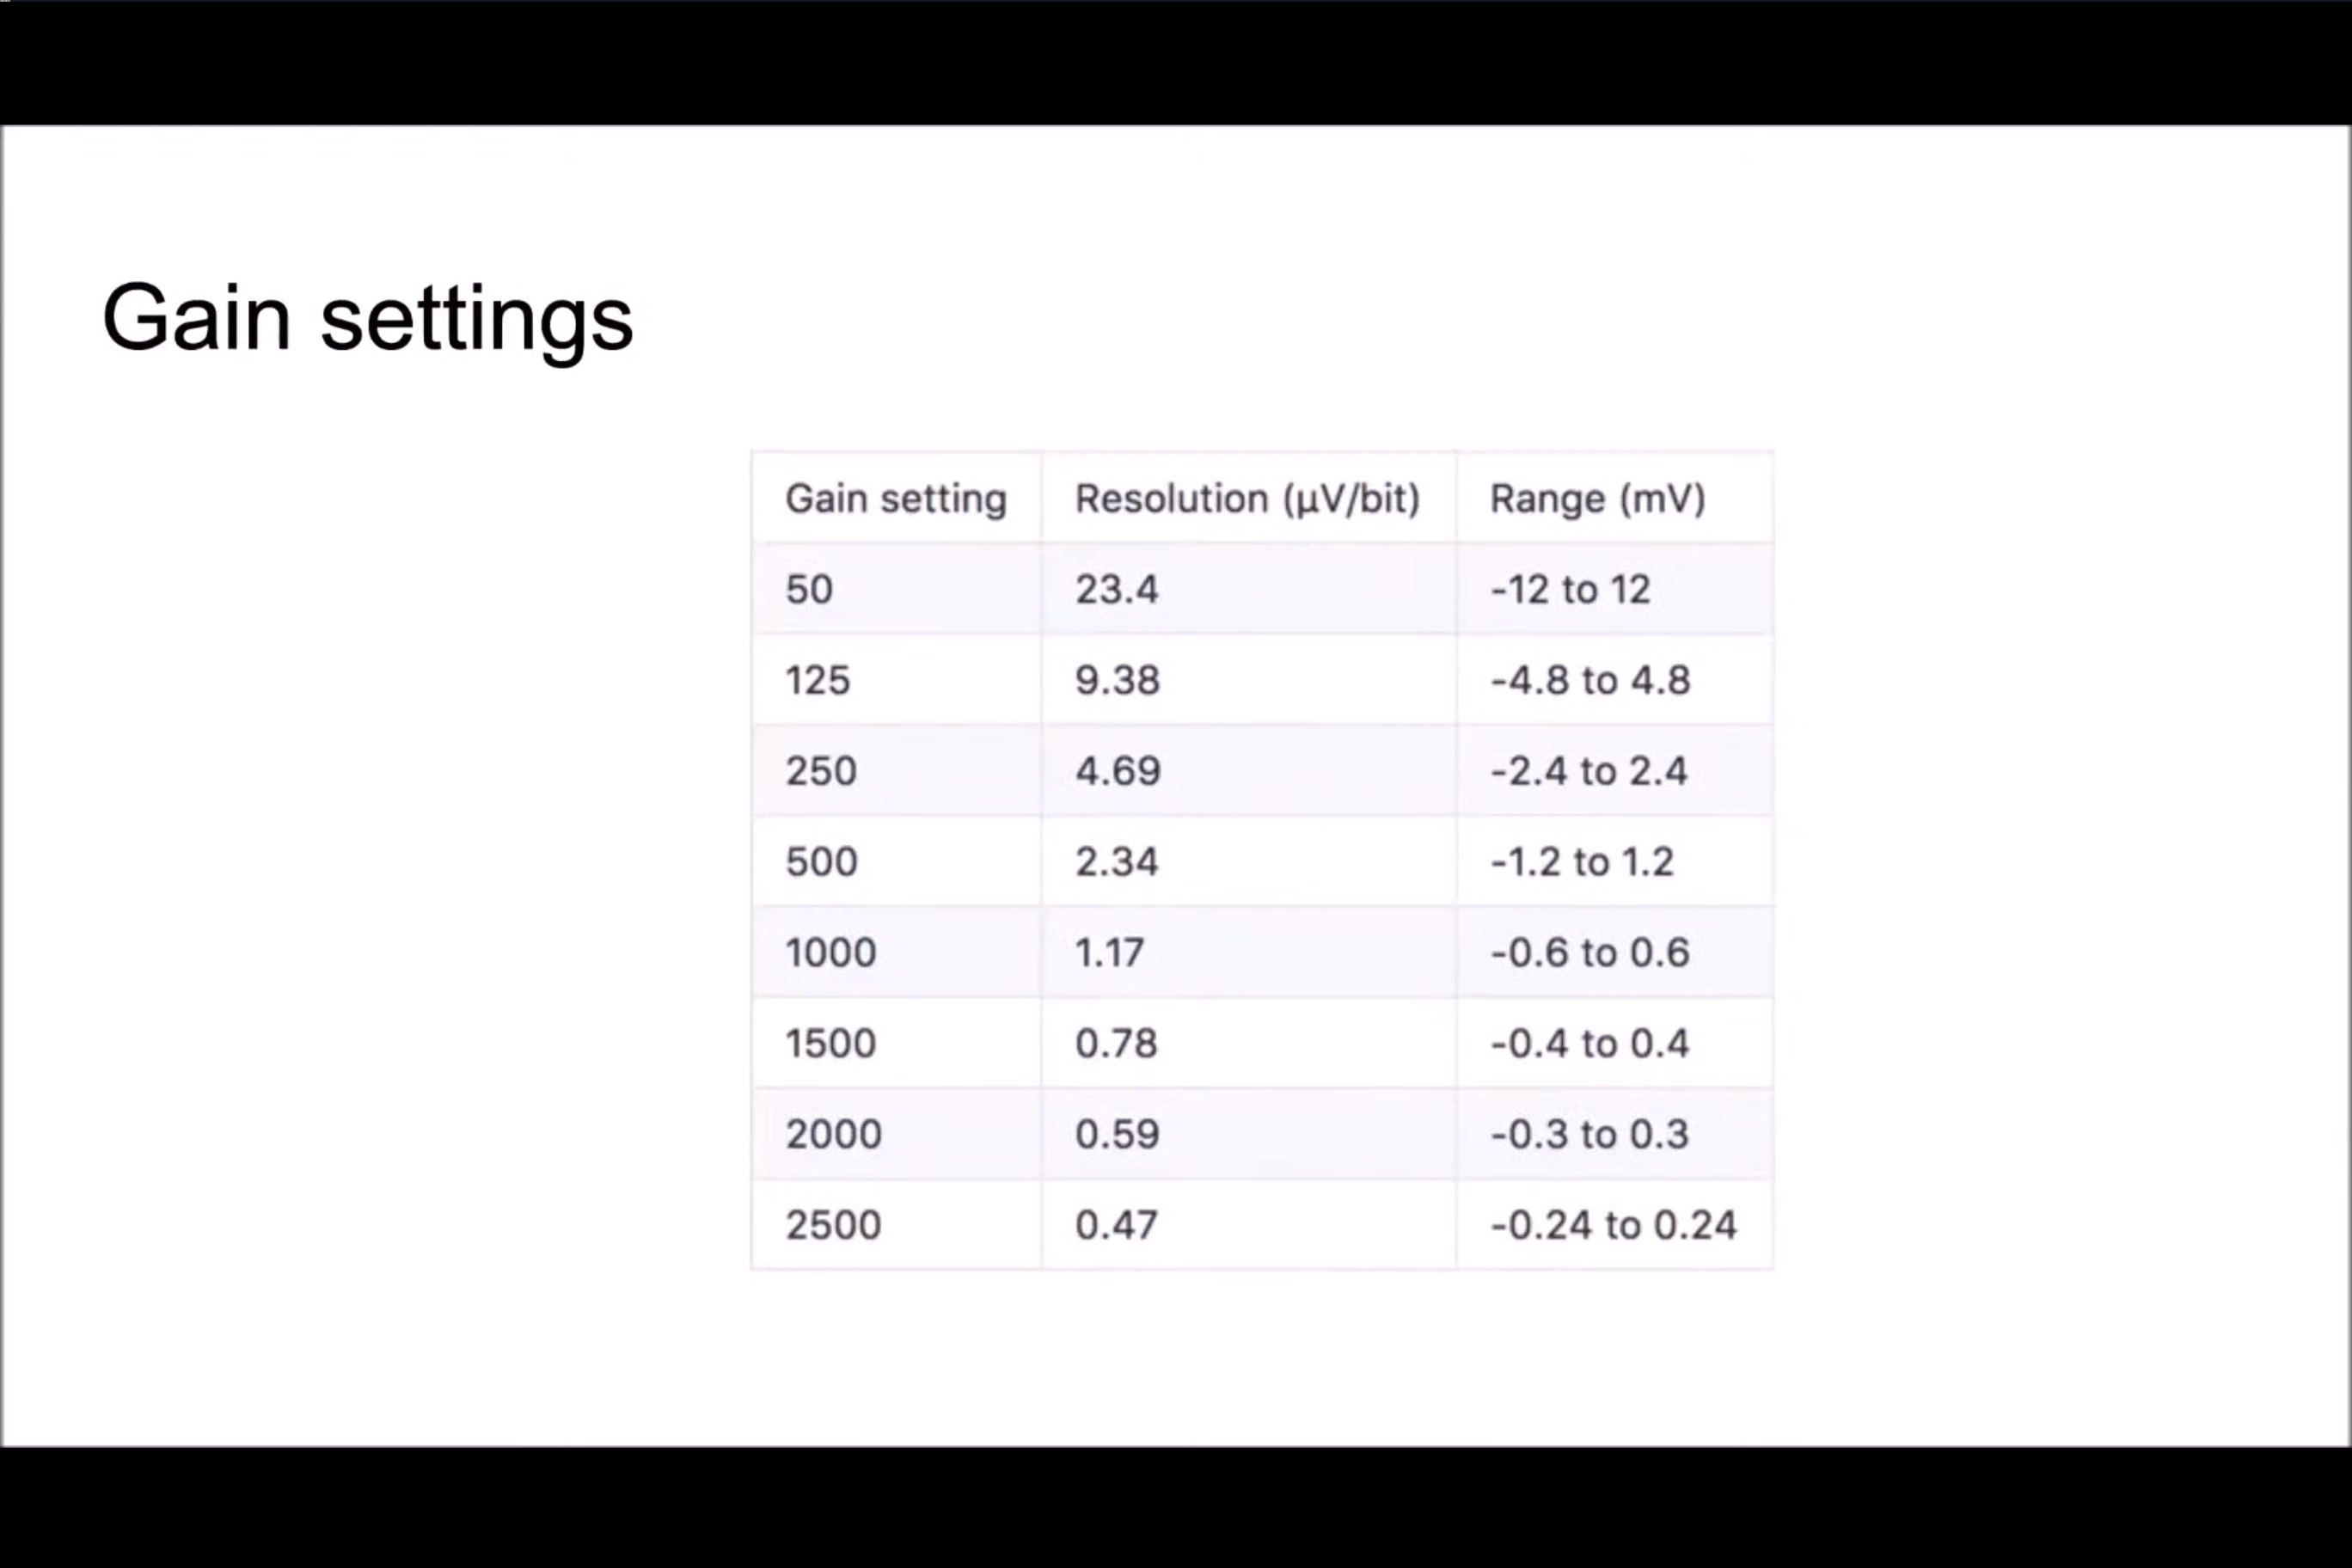 Gain settings
Gain setting Resolution (μV/bit) Range (mV)
50 23.4 -12 to 12
125 9.38 -4.8 to 4.8
250 4.69 -2.4 to 2.4
500 2.34 -1.2 to 1.2
1000 1.17 -0.6 to 0.6
1500 0.78 -0.4 to 0.4
2000 0.59 -0.3 to 0.3
2500 0.47 -0.24 to 0.24